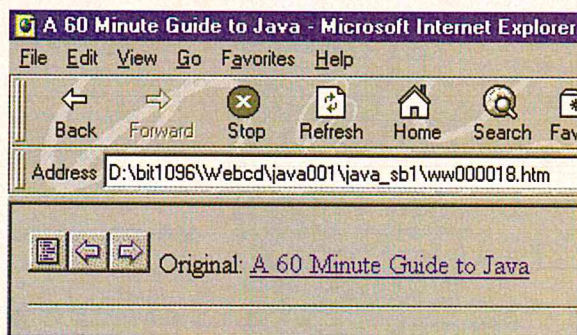 A 60 Minute Guide to Java - Microsoft Internet Explorer
File Edit View Go Favorites Help
Back Forward Stop Refresh Home Search Fav
Address D:\bit1096\Webcd\java001\java_sb1\ww000018.htm
Original: A 60 Minute Guide to Java